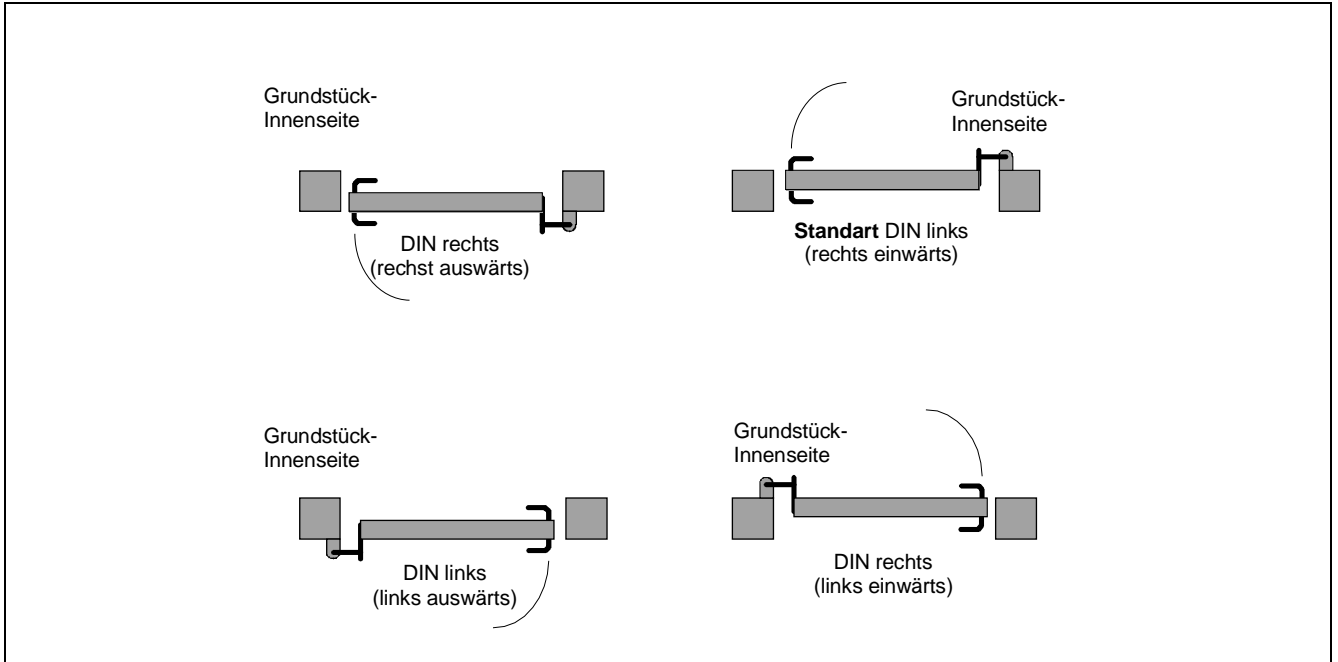 Grundstück-
Innenseite
DIN rechts
(rechst auswärts)
Grundstück-
Innenseite
Standart DIN links
(rechts einwärts)
Grundstück-
Innenseite
DIN links
(links auswärts)
Grundstück-
Innenseite
DIN rechts
(links einwärts)